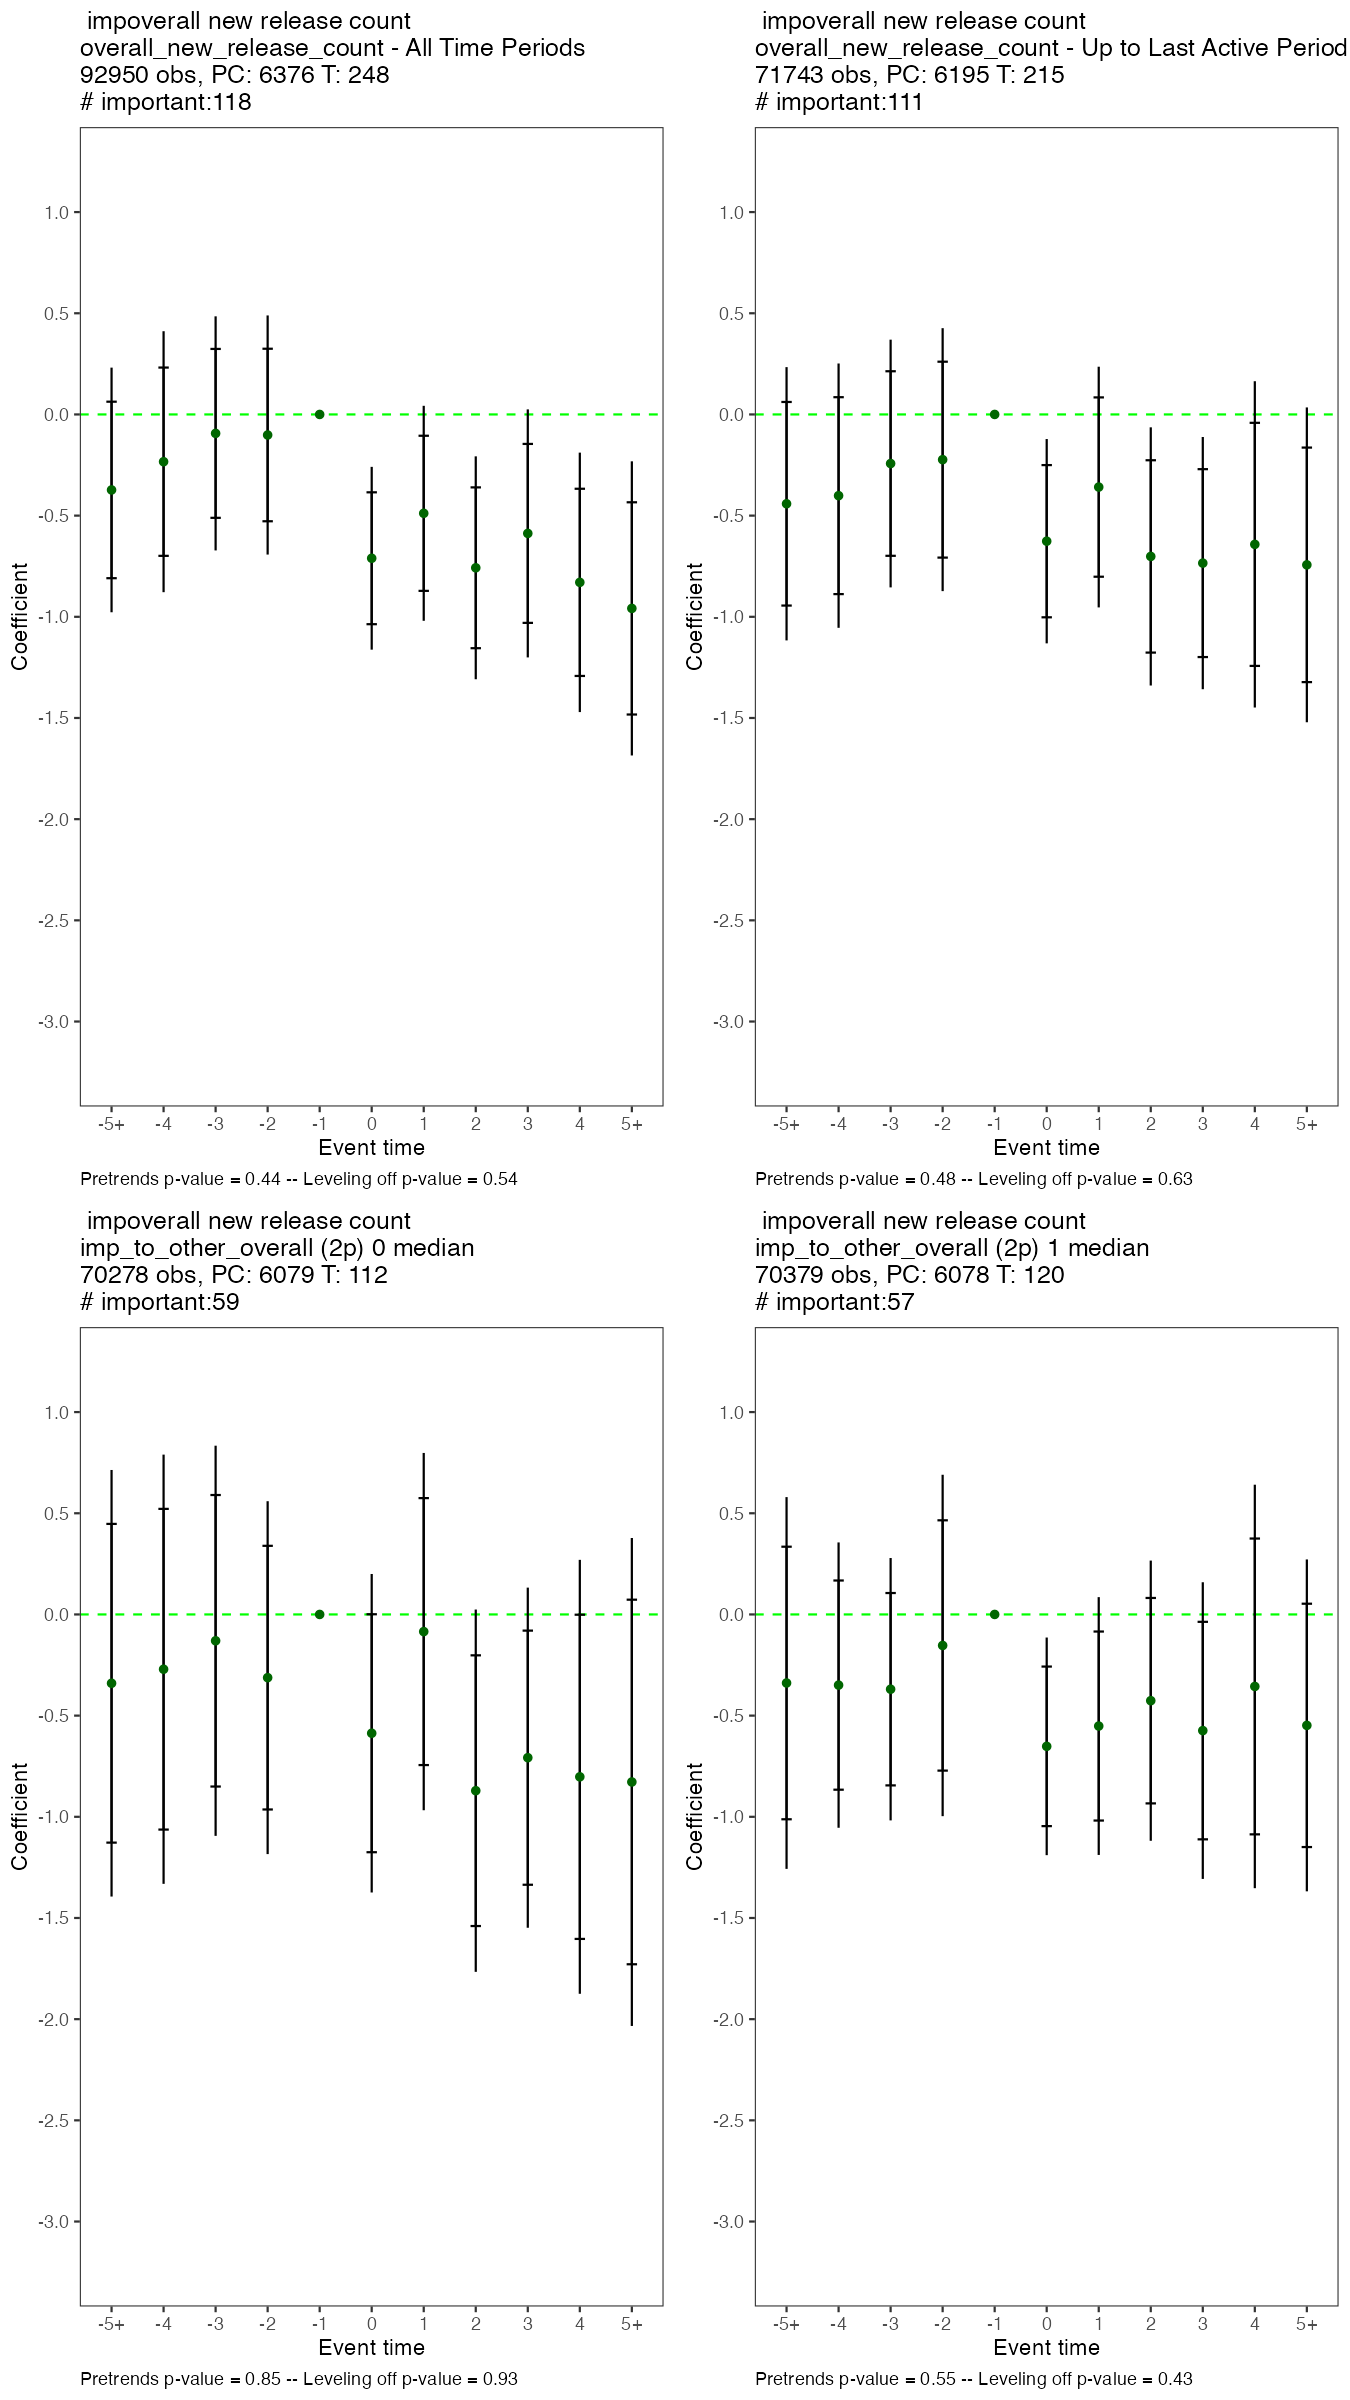 impoverall new release count
overall_new_release_count - All Time Periods
92950 obs, PC: 6376 T: 248
# important:118
1.0
0.5
0.0
-0.5
-1.0
-1.5
-2.0
-2.5
-3.0
Coefficient
-5+ -4 -3 -2 -1 0 1 2 3 4 5+
Event time
Pretrends p-value = 0.44 -- Leveling off p-value = 0.54
impoverall new release count
overall_new_release_count - Up to Last Active Period
71743 obs, PC: 6195 T: 215
# important:111
1.0
0.5
0.0
-0.5
-1.0
-1.5
-2.0
-2.5
-3.0
Coefficient
-5+ -4 -3 -2 -1 0 1 2 3 4 5+
Event time
Pretrends p-value = 0.48 -- Leveling off p-value = 0.63
impoverall new release count
imp_to_other_overall (2p) 0 median
70278 obs, PC: 6079 T: 112
# important:59
1.0
0.5
0.0
-0.5
-1.0
-1.5
-2.0
-2.5
-3.0
Coefficient
-5+ -4 -3 -2 -1 0 1 2 3 4 5+
Event time
Pretrends p-value = 0.85 -- Leveling off p-value = 0.93
impoverall new release count
imp_to_other_overall (2p) 1 median
70379 obs, PC: 6078 T: 120
# important:57
1.0
0.5
0.0
-0.5
-1.0
-1.5
-2.0
-2.5
-3.0
Coefficient
-5+ -4 -3 -2 -1 0 1 2 3 4 5+
Event time
Pretrends p-value = 0.55 -- Leveling off p-value = 0.43